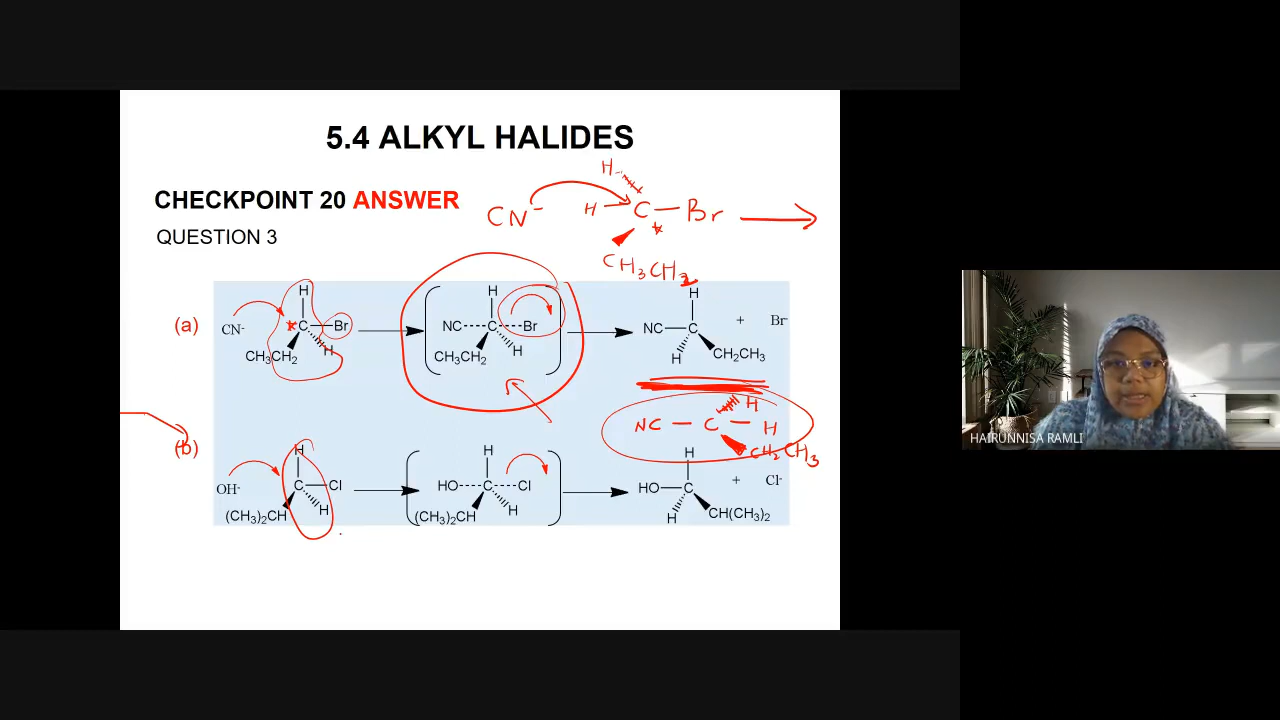 5.4 ALKYL HALIDES
CHECKPOINT 20 ANSWER
QUESTION 3
H
CN⁻ H C — Br
*
CH₃CH₂
(a)
H H H
CN- * C Br NC C Br NC C + Br-
CH₃CH₂ H CH₃CH₂ H H CH₂CH₃
H
NC — C — H
CH₂CH₃
(b)
H H H
OH- C Cl HO C Cl HO C + Cl-
(CH₃)₂CH H (CH₃)₂CH H H CH(CH₃)₂
HAIRUNNISA RAMLI